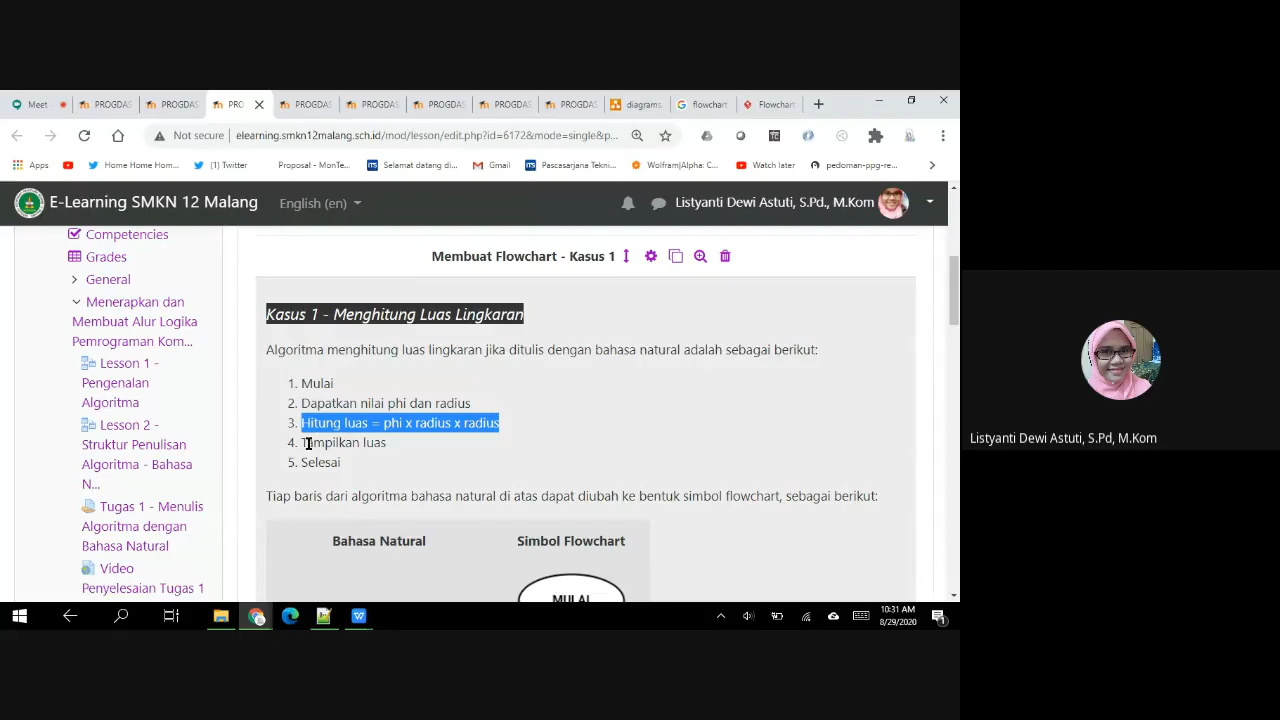 Meet
PROGDAS
PROGDAS
PRO
PROGDAS
PROGDAS
PROGDAS
PROGDAS
PROGDAS
diagrams
flowchart
Flowchart
Not secure
elearning.smkn12malang.sch.id/mod/lesson/edit.php?id=6172&mode=single&p...
Apps
Home Home Hom...
(1) Twitter
Proposal - MonTe...
Selamat datang di...
Gmail
Pascasarjana Tekni...
Wolfram|Alpha: C...
Watch later
pedoman-ppg-re...
E-Learning SMKN 12 Malang
English (en)
Listyanti Dewi Astuti, S.Pd., M.Kom
Competencies
Grades
General
Menerapkan dan
Membuat Alur Logika
Pemrograman Kom...
Lesson 1 -
Pengenalan
Algoritma
Lesson 2 -
Struktur Penulisan
Algoritma - Bahasa
N...
Tugas 1 - Menulis
Algoritma dengan
Bahasa Natural
Video
Penyelesaian Tugas 1
Membuat Flowchart - Kasus 1
Kasus 1 - Menghitung Luas Lingkaran
Algoritma menghitung luas lingkaran jika ditulis dengan bahasa natural adalah sebagai berikut:
1. Mulai
2. Dapatkan nilai phi dan radius
3. Hitung luas = phi x radius x radius
4. Tampilkan luas
5. Selesai
Tiap baris dari algoritma bahasa natural di atas dapat diubah ke bentuk simbol flowchart, sebagai berikut:
Bahasa Natural
Simbol Flowchart
MULAI
10:31 AM
8/29/2020
Listyanti Dewi Astuti, S.Pd, M.Kom